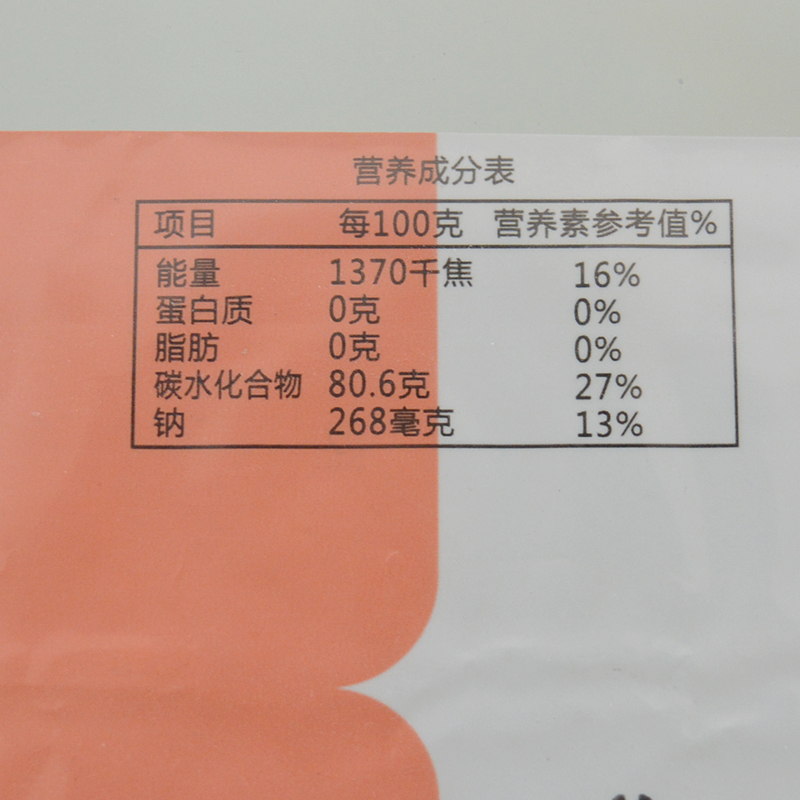 营养成分表
项目 每100克 营养素参考值%
能量 1370千焦 16%
蛋白质 0克 0%
脂肪 0克 0%
碳水化合物 80.6克 27%
钠 268毫克 13%